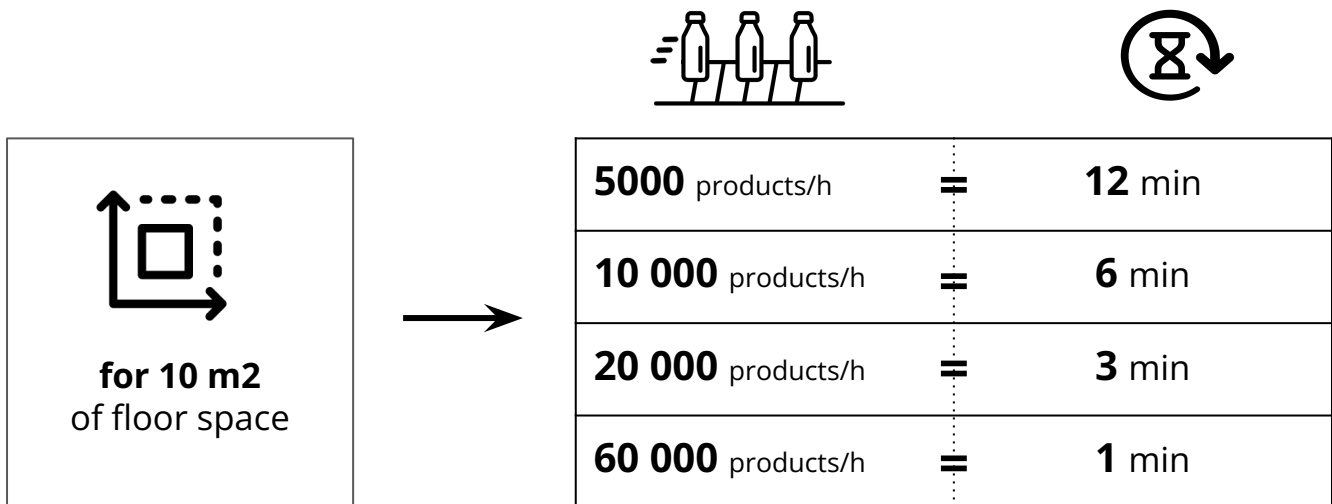 for 10 m2
of floor space
5000 products/h = 12 min
10 000 products/h = 6 min
20 000 products/h = 3 min
60 000 products/h = 1 min